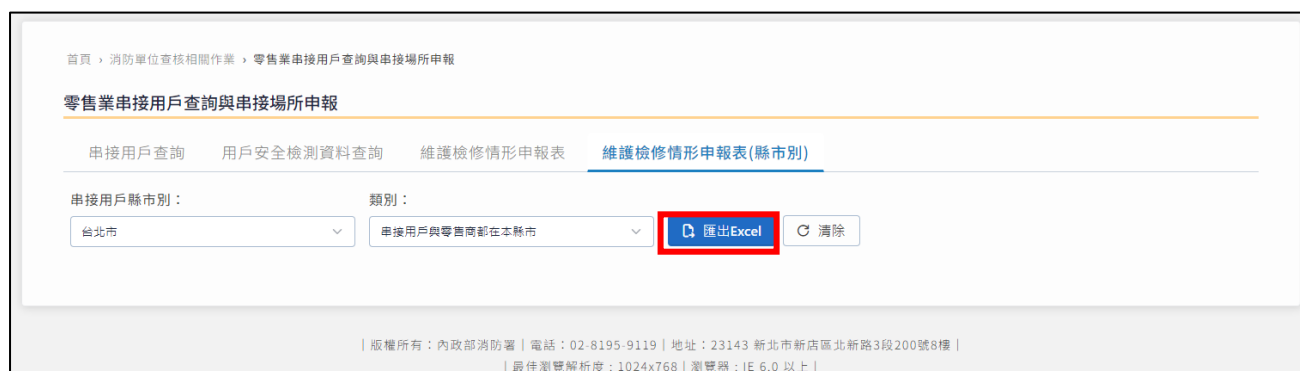 首頁 › 消防單位查核相關作業 › 零售業串接用戶查詢與串接場所申報
零售業串接用戶查詢與串接場所申報
串接用戶查詢 用戶安全檢測資料查詢 維護檢修情形申報表 維護檢修情形申報表(縣市別)
串接用戶縣市別： 類別：
台北市 串接用戶與零售商都在本縣市 匯出Excel 清除
| 版權所有：內政部消防署 | 電話：02-8195-9119 | 地址：23143 新北市新店區北新路3段200號8樓 |
| 最佳瀏覽解析度：1024x768 | 瀏覽器：IE 6.0 以上 |